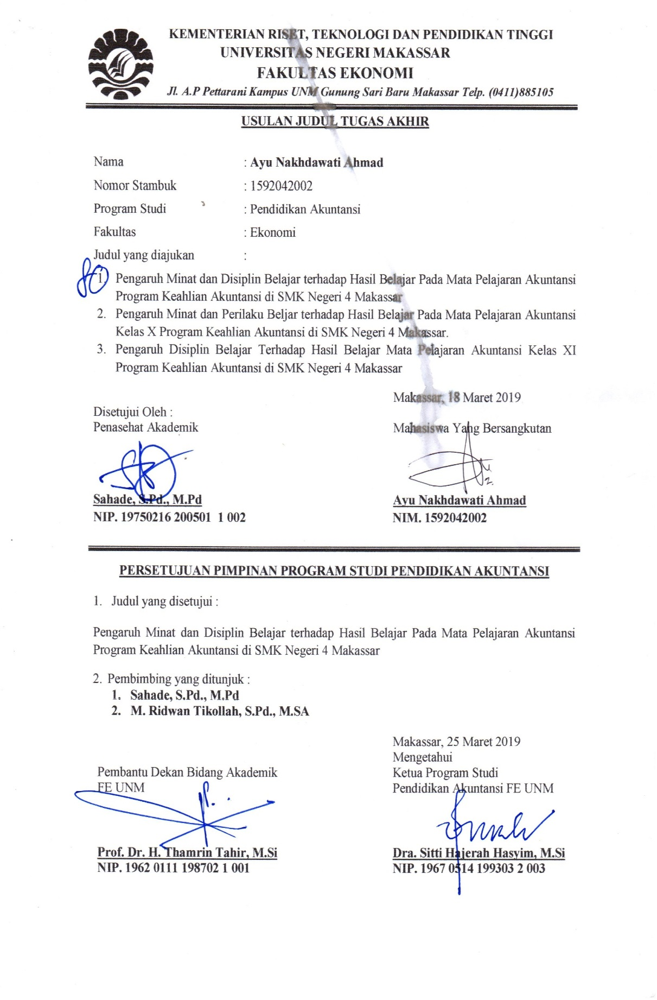 KEMENTERIAN RISET, TEKNOLOGI DAN PENDIDIKAN TINGGI
UNIVERSITAS NEGERI MAKASSAR
FAKULTAS EKONOMI
Jl. A.P Pettarani Kampus UNM Gunung Sari Baru Makassar Telp. (0411)885105
USULAN JUDUL TUGAS AKHIR
Nama : Ayu Nakhdawati Ahmad
Nomor Stambuk : 1592042002
Program Studi : Pendidikan Akuntansi
Fakultas : Ekonomi
Judul yang diajukan :
1. Pengaruh Minat dan Disiplin Belajar terhadap Hasil Belajar Pada Mata Pelajaran Akuntansi
Program Keahlian Akuntansi di SMK Negeri 4 Makassar
2. Pengaruh Minat dan Perilaku Beljar terhadap Hasil Belajar Pada Mata Pelajaran Akuntansi
Kelas X Program Keahlian Akuntansi di SMK Negeri 4 Makassar.
3. Pengaruh Disiplin Belajar Terhadap Hasil Belajar Mata Pelajaran Akuntansi Kelas XI
Program Keahlian Akuntansi di SMK Negeri 4 Makassar
Makassar, 18 Maret 2019
Disetujui Oleh :
Penasehat Akademik
Mahasiswa Yang Bersangkutan
Sahade, S.Pd., M.Pd
NIP. 19750216 200501 1 002
Ayu Nakhdawati Ahmad
NIM. 1592042002
PERSETUJUAN PIMPINAN PROGRAM STUDI PENDIDIKAN AKUNTANSI
1. Judul yang disetujui :
Pengaruh Minat dan Disiplin Belajar terhadap Hasil Belajar Pada Mata Pelajaran Akuntansi
Program Keahlian Akuntansi di SMK Negeri 4 Makassar
2. Pembimbing yang ditunjuk :
1. Sahade, S.Pd., M.Pd
2. M. Ridwan Tikollah, S.Pd., M.SA
Makassar, 25 Maret 2019
Mengetahui
Ketua Program Studi
Pendidikan Akuntansi FE UNM
Pembantu Dekan Bidang Akademik
FE UNM
Prof. Dr. H. Thamrin Tahir, M.Si
NIP. 1962 0111 198702 1 001
Dra. Sitti Hajerah Hasyim, M.Si
NIP. 1967 0514 199303 2 003